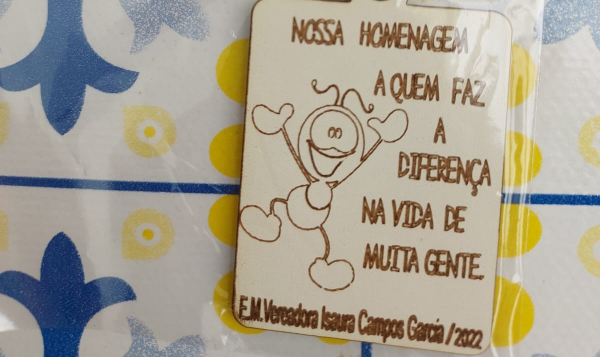 NOSSA HOMENAGEM
A QUEM FAZ
A
DIFERENÇA
NA VIDA DE
MUITA GENTE.
E.M. Vereadora Isaura Campos Garcia / 2022